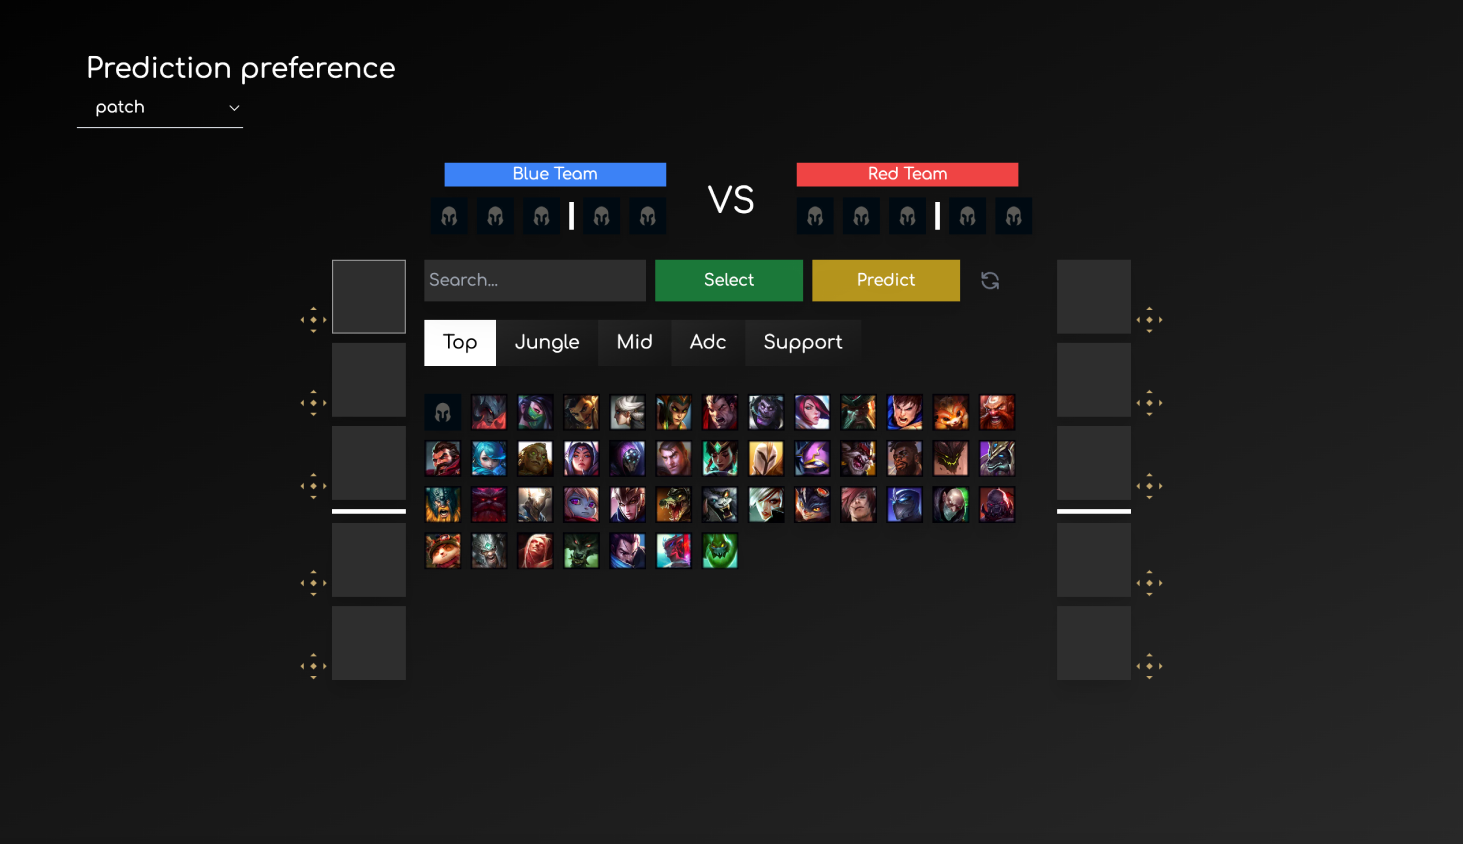 Prediction preference
patch
Blue Team
VS
Red Team
Search...
Select
Predict
Top
Jungle
Mid
Adc
Support